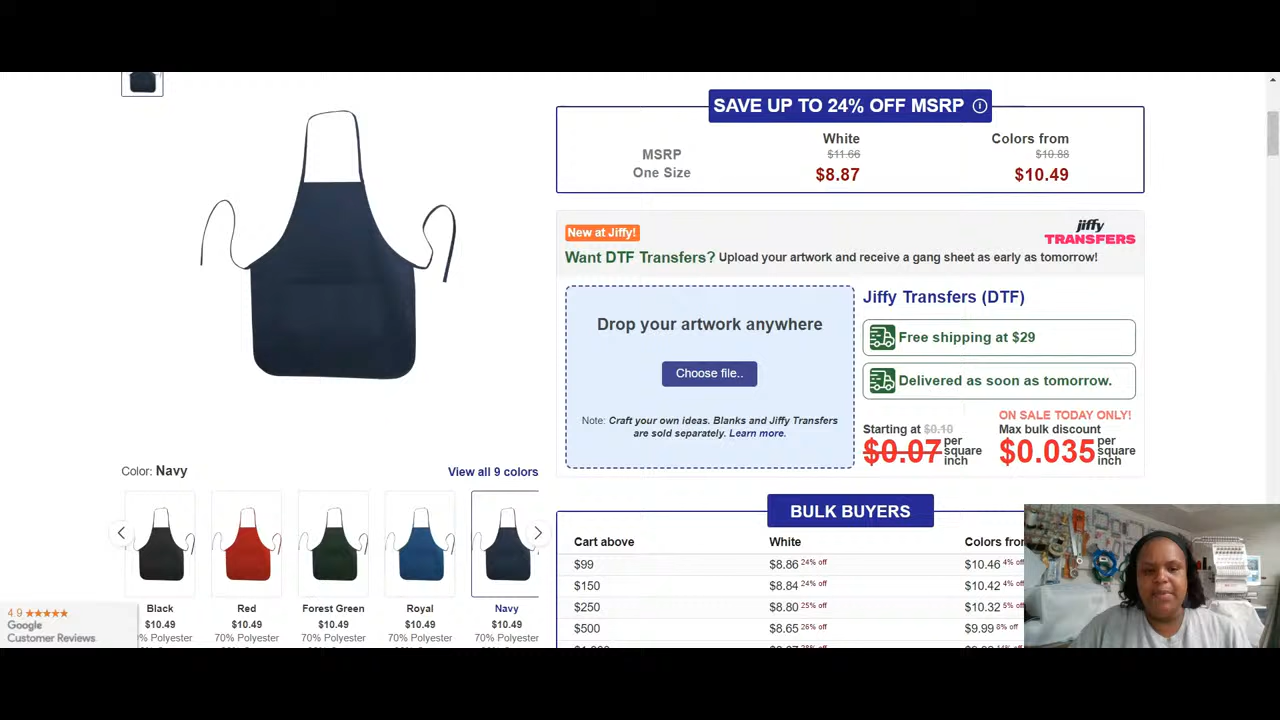 SAVE UP TO 24% OFF MSRP
White
Colors from
MSRP
$11.66
$10.88
One Size
$8.87
$10.49
New at Jiffy!
jiffy
TRANSFERS
Want DTF Transfers? Upload your artwork and receive a gang sheet as early as tomorrow!
Drop your artwork anywhere
Choose file..
Note: Craft your own ideas. Blanks and Jiffy Transfers
are sold separately. Learn more.
Jiffy Transfers (DTF)
Free shipping at $29
Delivered as soon as tomorrow.
Starting at $0.10
$0.07 per square inch
ON SALE TODAY ONLY!
Max bulk discount
$0.035 per square inch
Color: Navy
View all 9 colors
Black
Red
Forest Green
Royal
Navy
$10.49
$10.49
$10.49
$10.49
$10.49
% Polyester
70% Polyester
70% Polyester
70% Polyester
70% Polyester
4.9
Google
Customer Reviews
BULK BUYERS
Cart above
White
Colors from
$99
$8.86 24% off
$10.46 4% off
$150
$8.84 24% off
$10.42 4% off
$250
$8.80 25% off
$10.32 5% off
$500
$8.65 26% off
$9.99 8% off